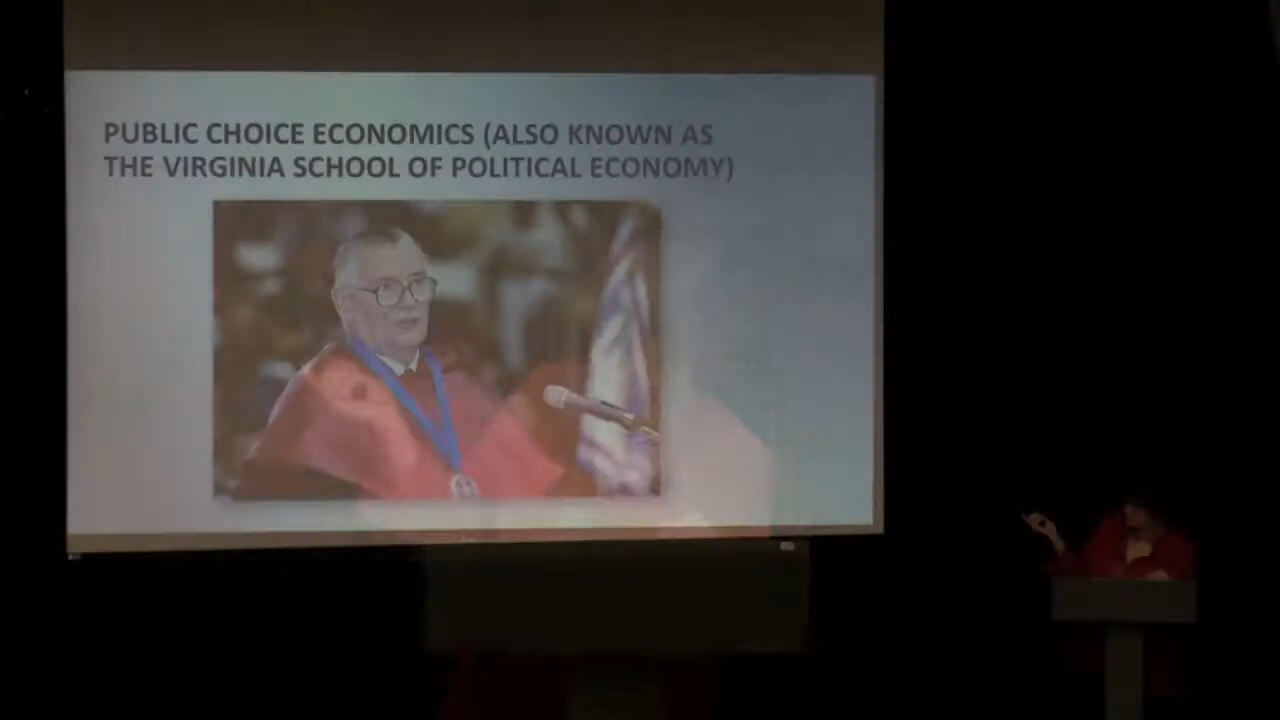 PUBLIC CHOICE ECONOMICS (ALSO KNOWN AS
THE VIRGINIA SCHOOL OF POLITICAL ECONOMY)